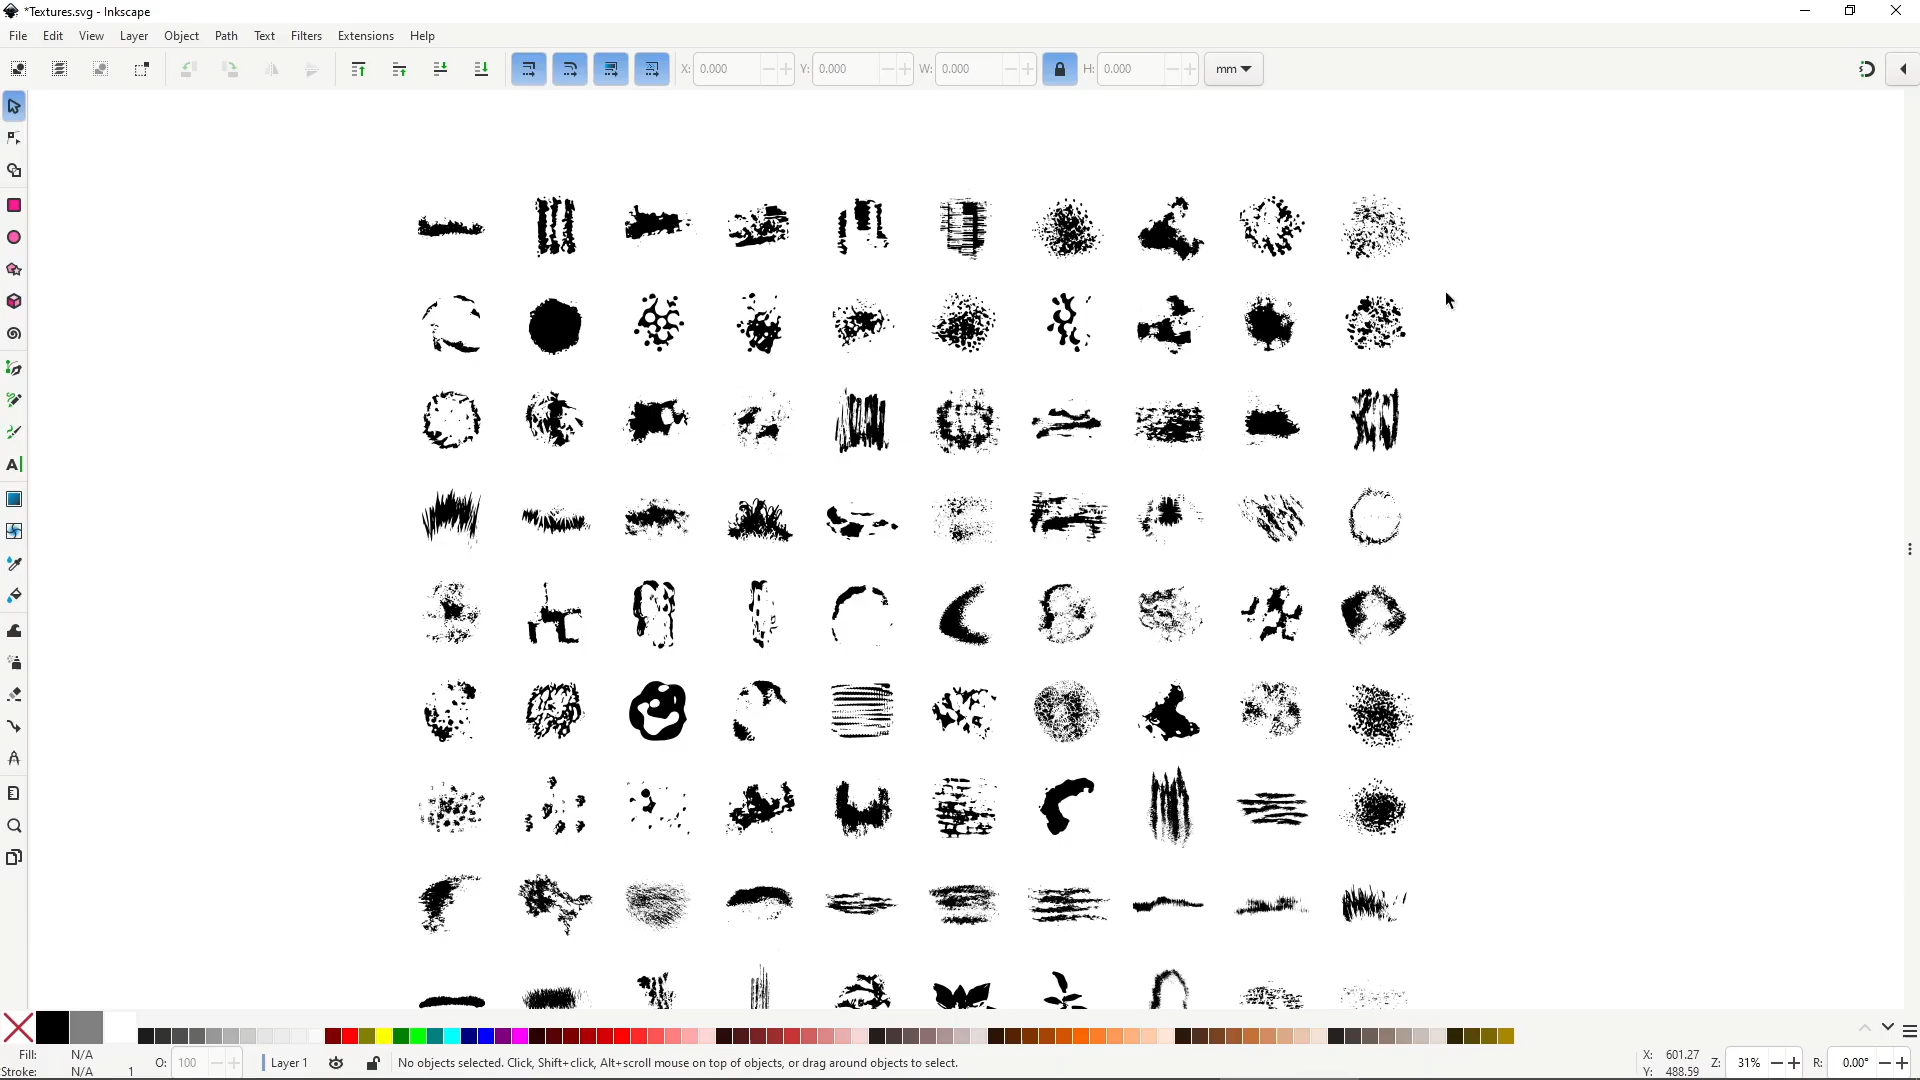 *Textures.svg - Inkscape
File Edit View Layer Object Path Text Filters Extensions Help
X: 0.000 Y: 0.000 W: 0.000 H: 0.000 mm
Fill: N/A O: 100 Layer 1 No objects selected. Click, Shift+click, Alt+scroll mouse on top of objects, or drag around objects to select. X: 601.27 Z: 31% R: 0.00°
Stroke: N/A 1 Y: 488.59